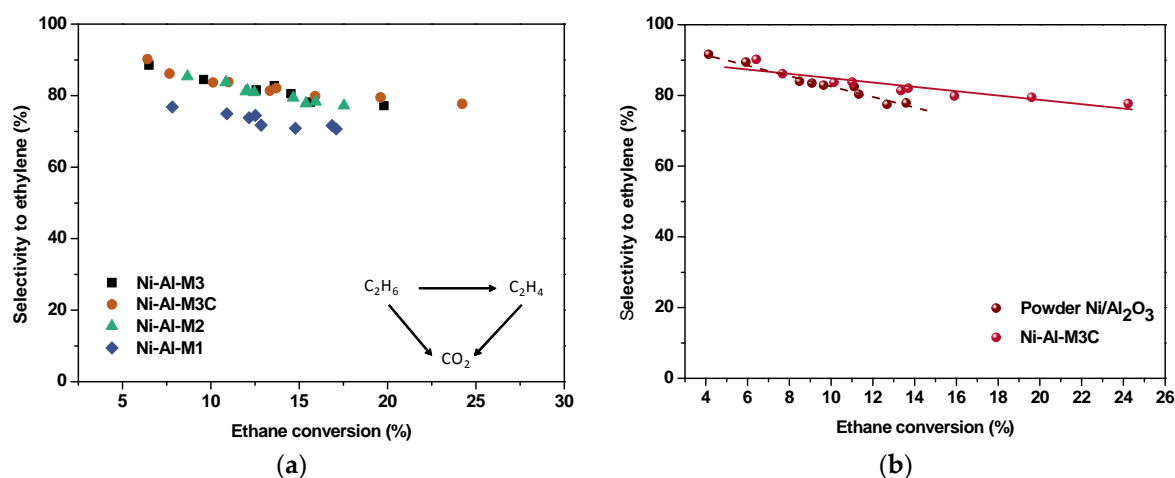 100
80
60
40
20
0
Selectivity to ethylene (%)
Ni-Al-M3
Ni-Al-M3C
Ni-Al-M2
Ni-Al-M1
C₂H₆
C₂H₄
CO₂
5 10 15 20 25 30
Ethane conversion (%)
(a)
100
80
60
40
20
0
Selectivity to ethylene (%)
Powder Ni/Al₂O₃
Ni-Al-M3C
4 6 8 10 12 14 16 18 20 22 24 26
Ethane conversion (%)
(b)